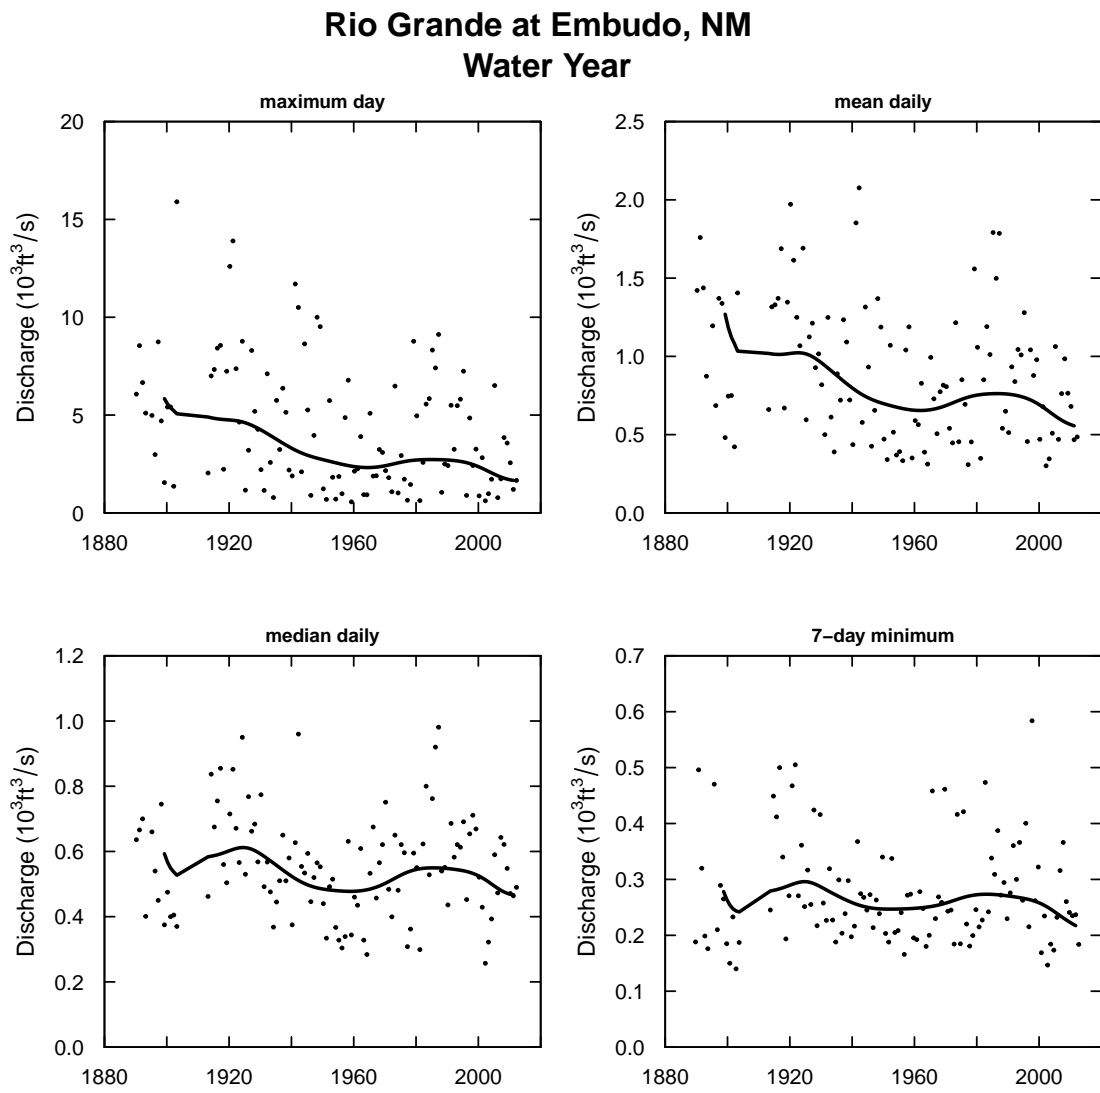 Rio Grande at Embudo, NM
Water Year
maximum day
Discharge (10³ft³/s)
20
15
10
5
0
1880 1920 1960 2000
mean daily
Discharge (10³ft³/s)
2.5
2.0
1.5
1.0
0.5
0.0
1880 1920 1960 2000
median daily
Discharge (10³ft³/s)
1.2
1.0
0.8
0.6
0.4
0.2
0.0
1880 1920 1960 2000
7−day minimum
Discharge (10³ft³/s)
0.7
0.6
0.5
0.4
0.3
0.2
0.1
0.0
1880 1920 1960 2000